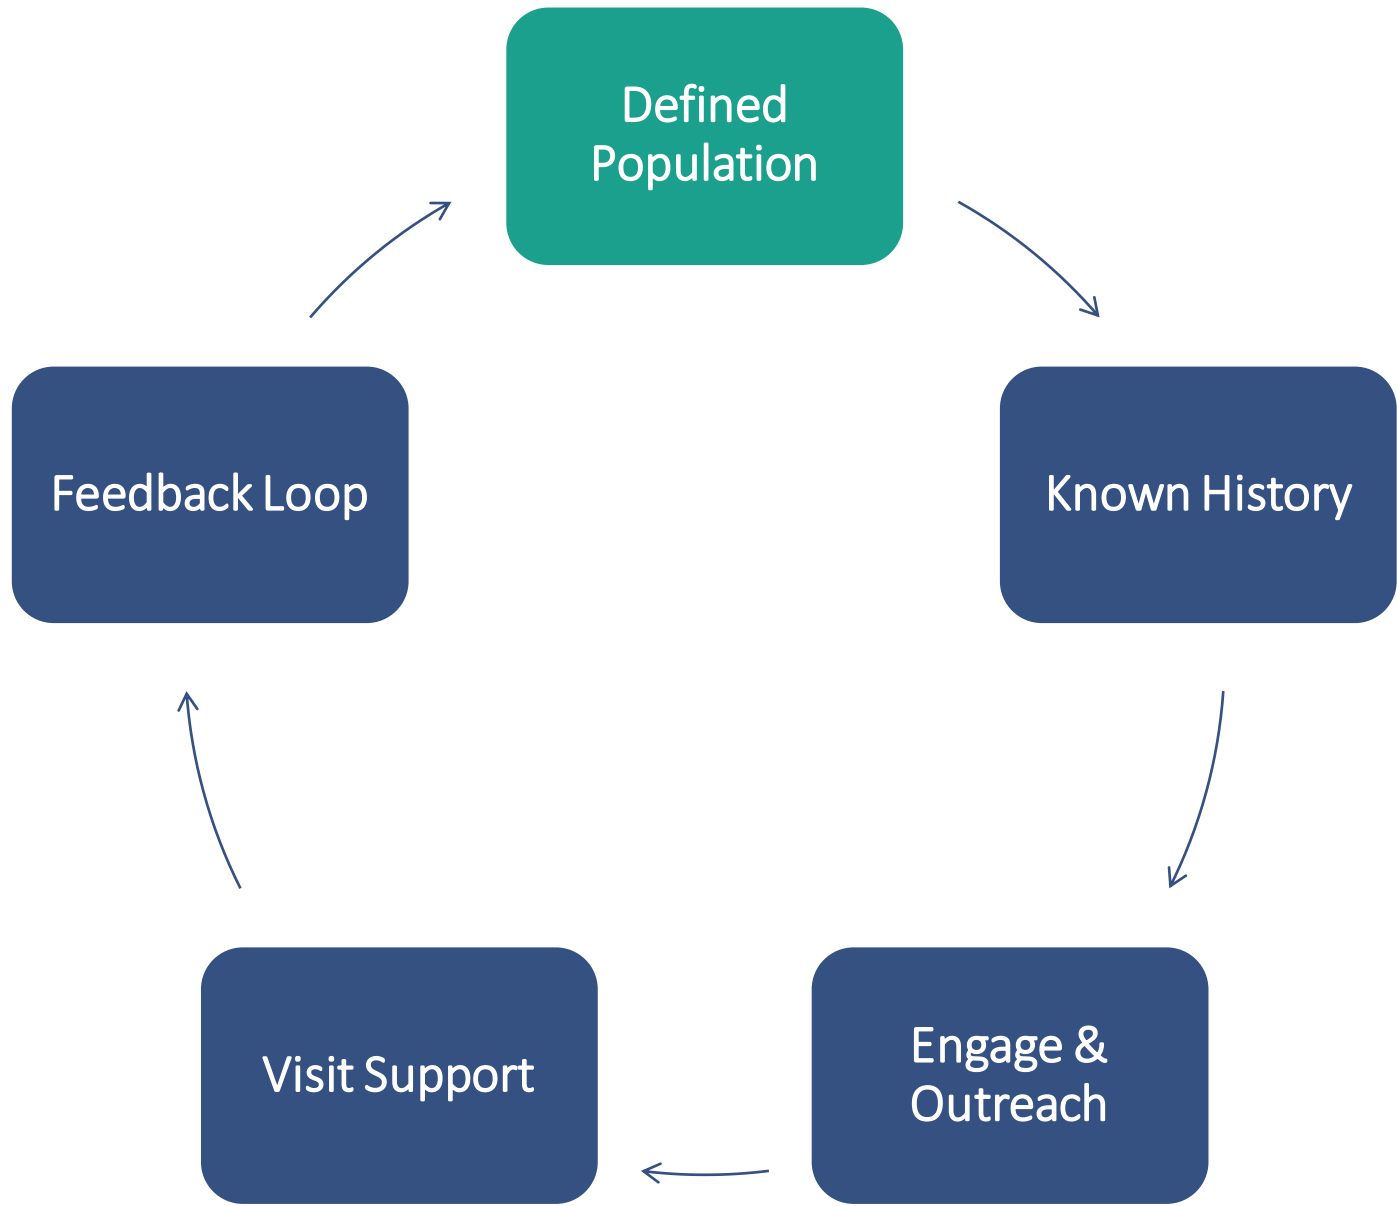 Defined
Population
Known History
Engage &
Outreach
Visit Support
Feedback Loop